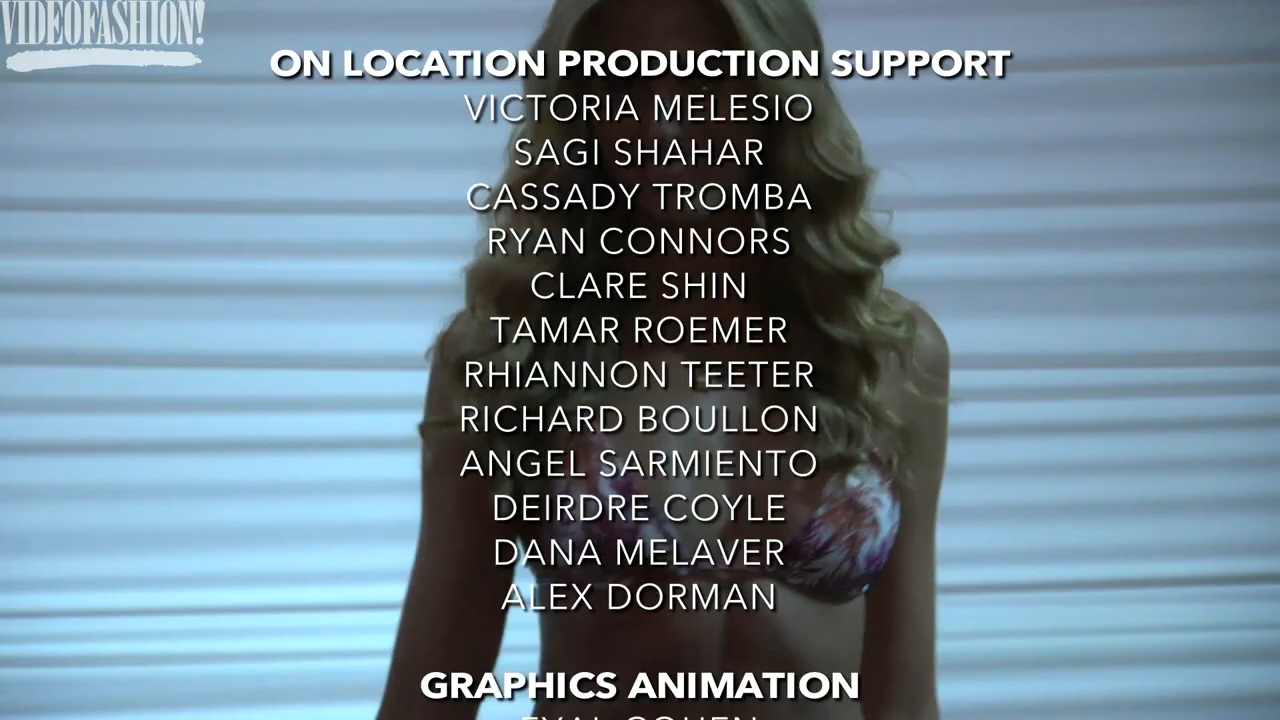 VIDEOFASHION!
ON LOCATION PRODUCTION SUPPORT
VICTORIA MELESIO
SAGI SHAHAR
CASSADY TROMBA
RYAN CONNORS
CLARE SHIN
TAMAR ROEMER
RHIANNON TEETER
RICHARD BOULLON
ANGEL SARMIENTO
DEIRDRE COYLE
DANA MELAVER
ALEX DORMAN
GRAPHICS ANIMATION